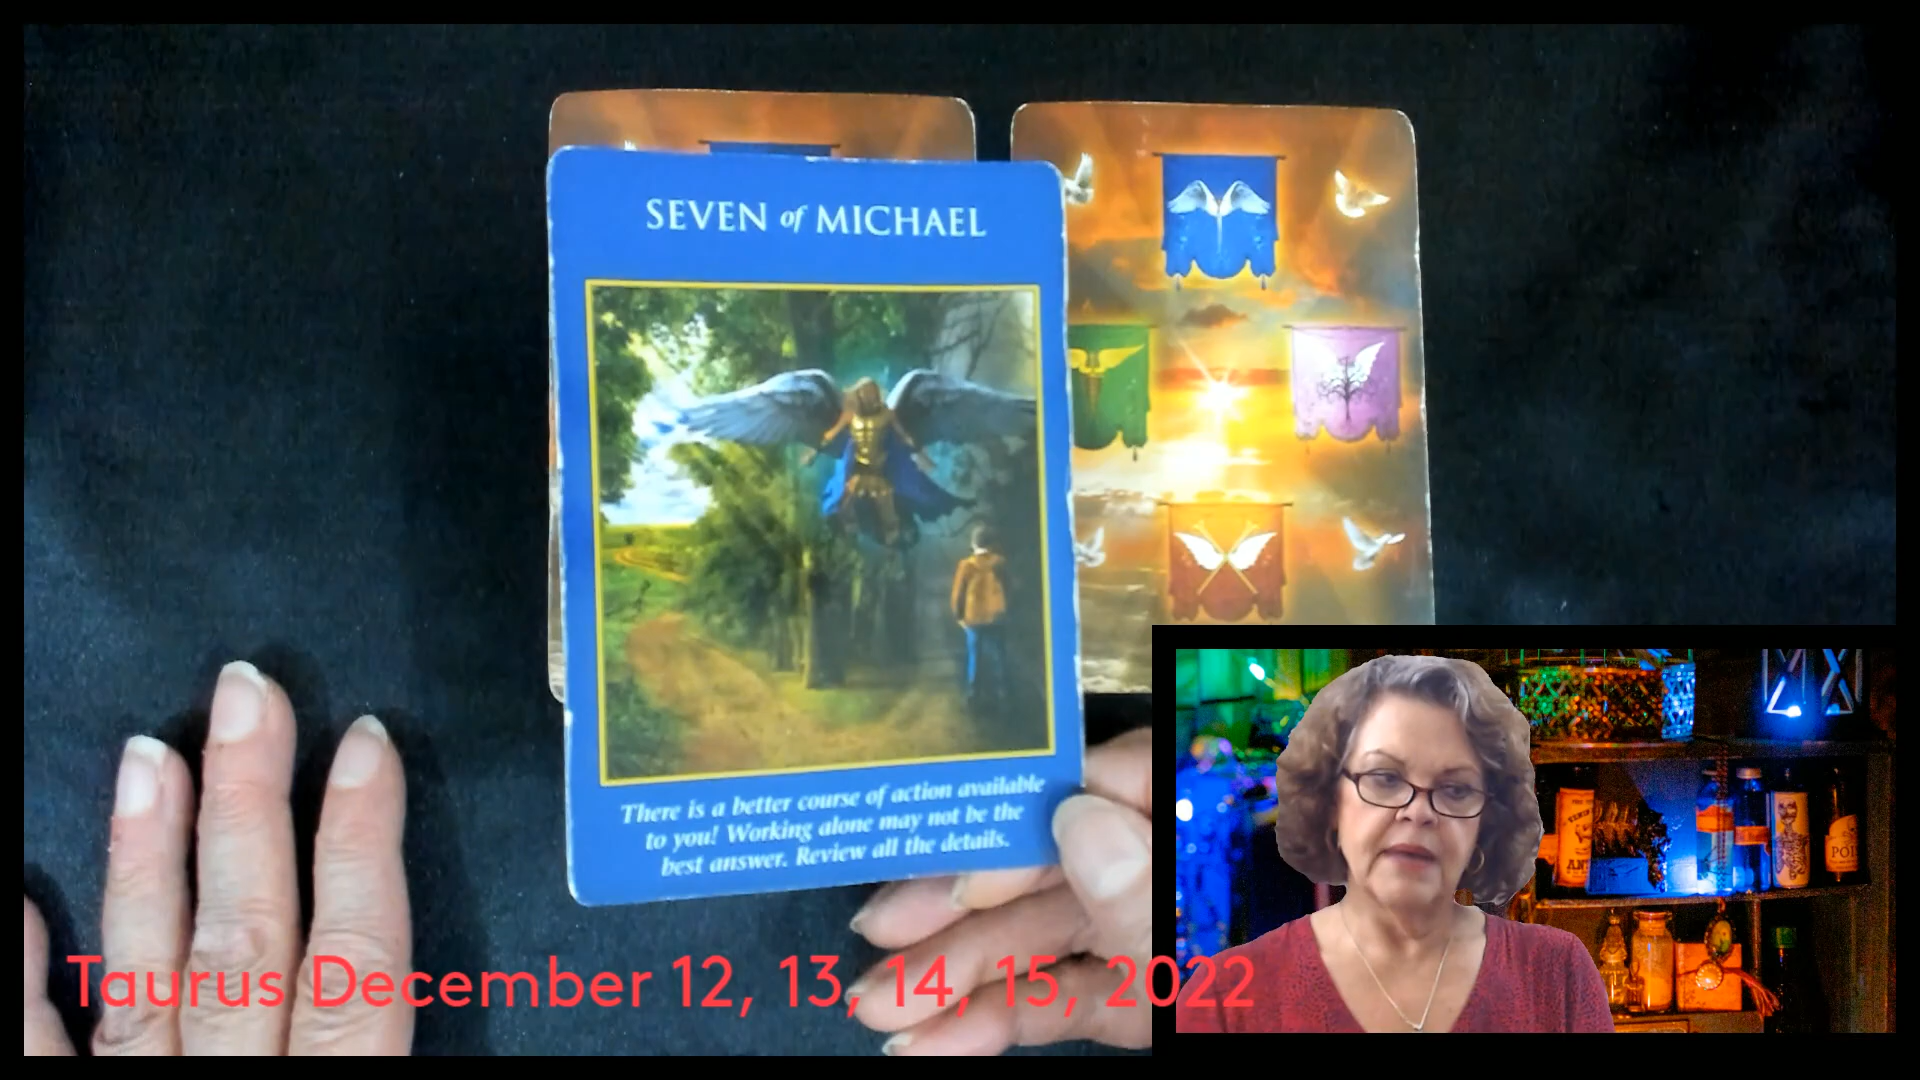 SEVEN of MICHAEL
There is a better course of action available
to you! Working alone may not be the
best answer. Review all the details.
Taurus December 12, 13, 14, 15, 2022